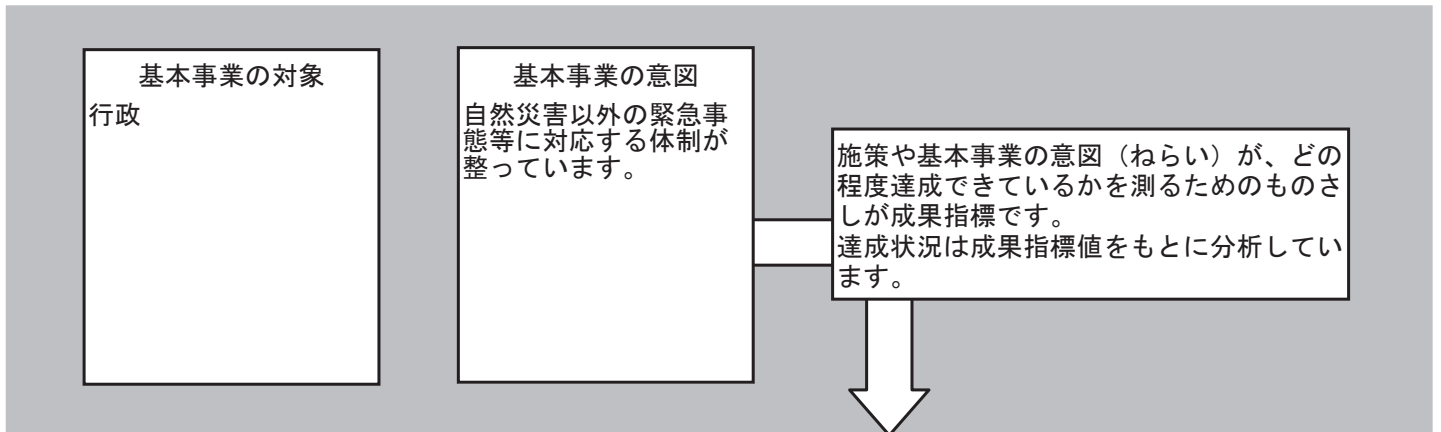 基本事業の対象
行政
基本事業の意図
自然災害以外の緊急事
態等に対応する体制が
整っています。
施策や基本事業の意図（ねらい）が、どの
程度達成できているかを測るためのものさ
しが成果指標です。
達成状況は成果指標値をもとに分析してい
ます。